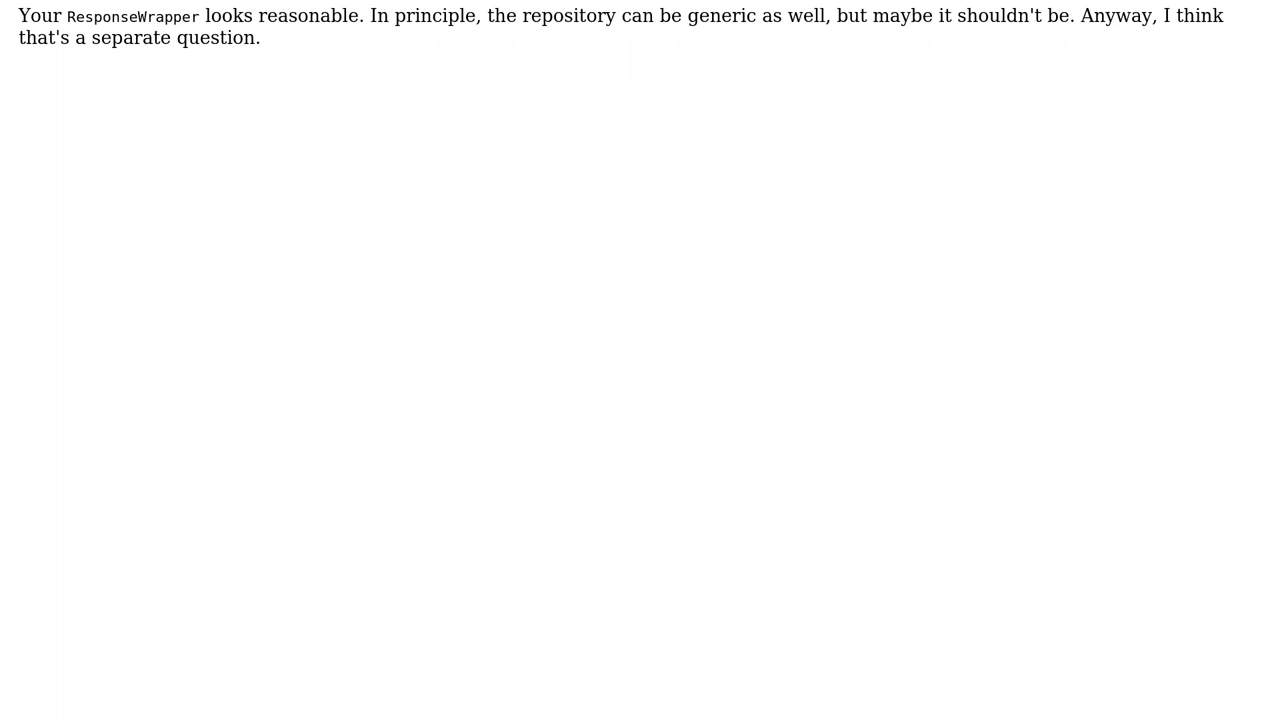 Your ResponseWrapper looks reasonable. In principle, the repository can be generic as well, but maybe it shouldn't be. Anyway, I think
that's a separate question.